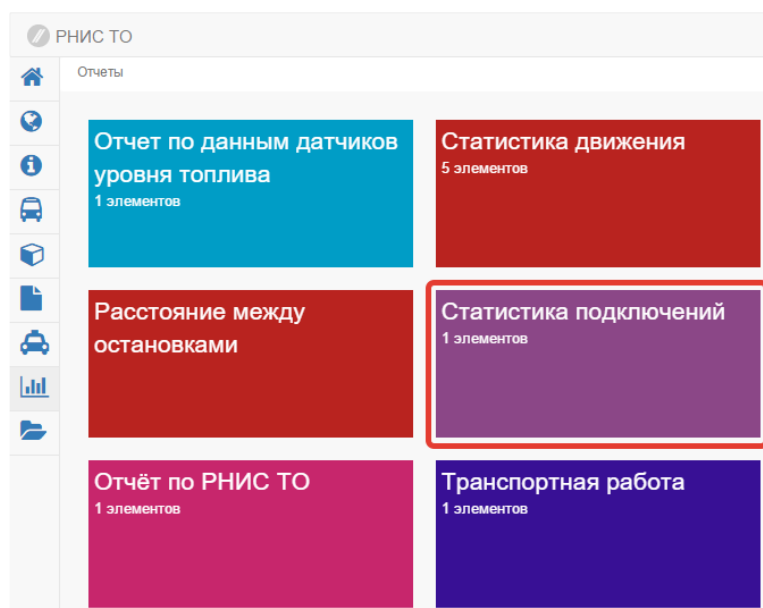 РНИС ТО
Отчеты
Отчет по данным датчиков
уровня топлива
1 элементов
Статистика движения
5 элементов
Расстояние между
остановками
Статистика подключений
1 элементов
Отчёт по РНИС ТО
1 элементов
Транспортная работа
1 элементов